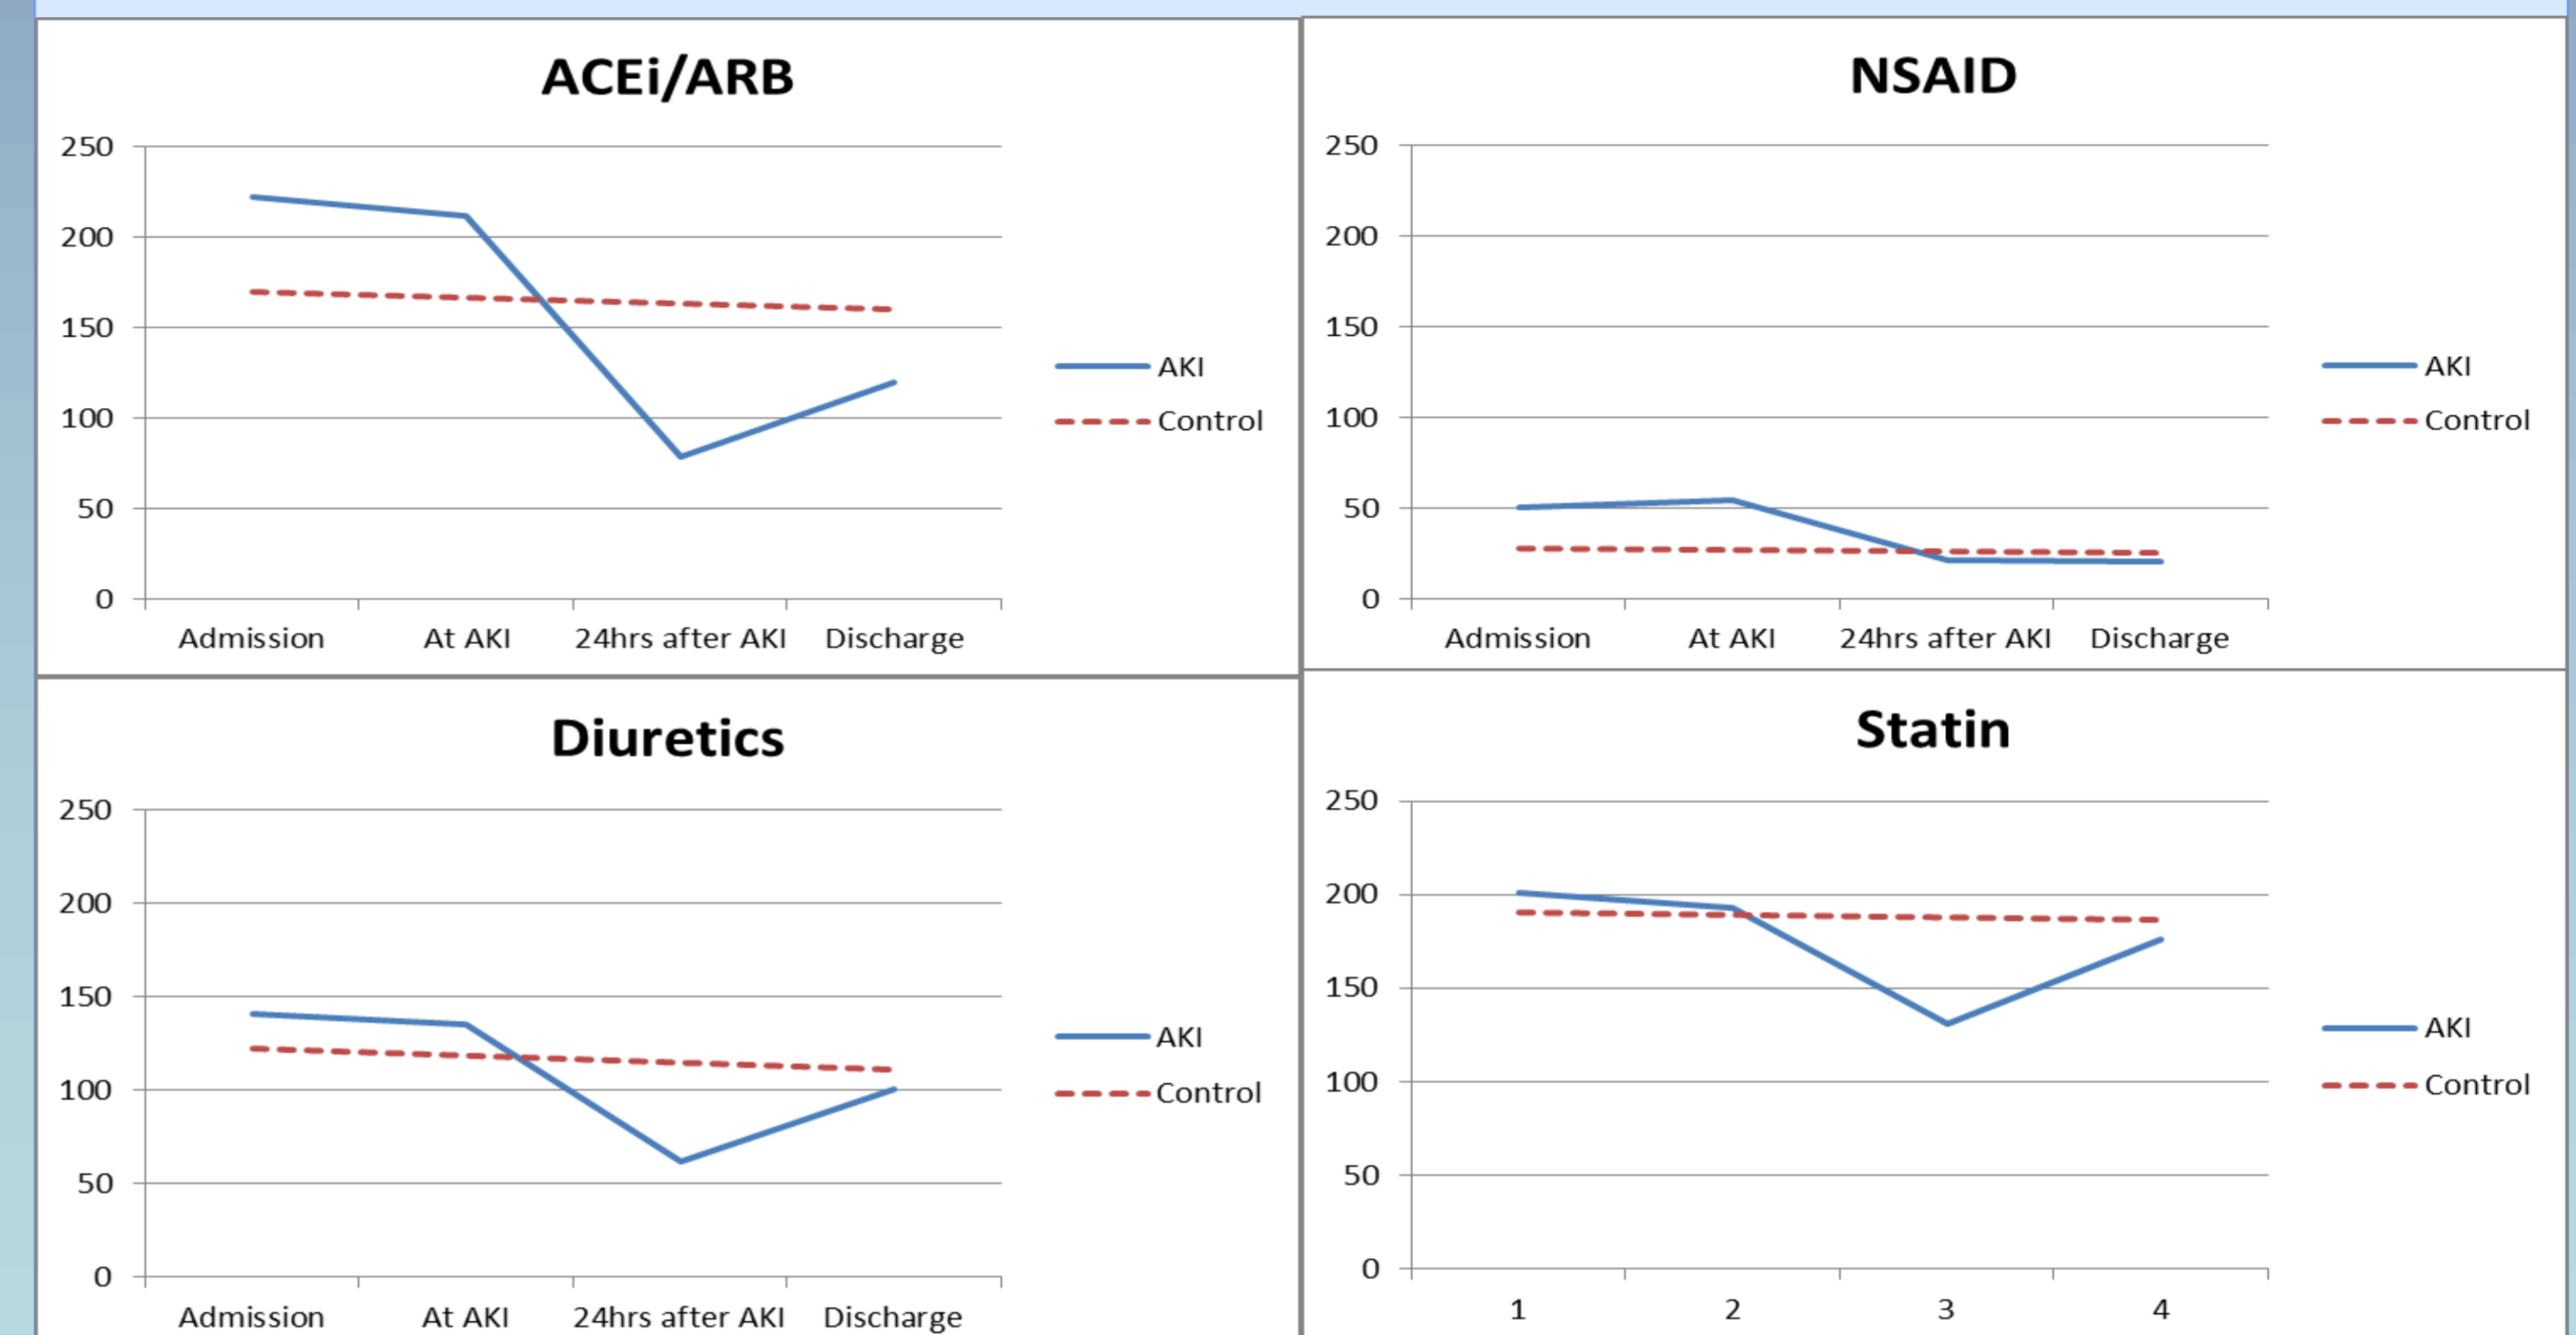 ACEi/ARB
250
200
150
100
50
0
Admission At AKI 24hrs after AKI Discharge
AKI
Control
NSAID
250
200
150
100
50
0
Admission At AKI 24hrs after AKI Discharge
AKI
Control
Diuretics
250
200
150
100
50
0
Admission At AKI 24hrs after AKI Discharge
AKI
Control
Statin
250
200
150
100
50
0
1 2 3 4
AKI
Control